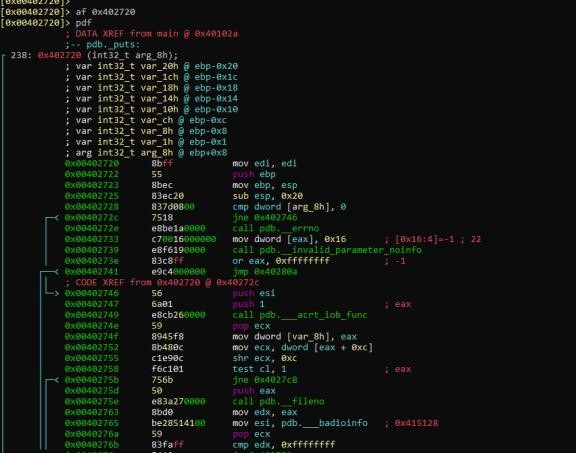 [0x00402720]>
[0x00402720]> af 0x402720
[0x00402720]> pdf
; DATA XREF from main @ 0x40102a
;-- pdb._puts:
238: 0x402720 (int32_t arg_8h);
; var int32_t var_20h @ ebp-0x20
; var int32_t var_1ch @ ebp-0x1c
; var int32_t var_18h @ ebp-0x18
; var int32_t var_14h @ ebp-0x14
; var int32_t var_10h @ ebp-0x10
; var int32_t var_ch @ ebp-0xc
; var int32_t var_8h @ ebp-0x8
; var int32_t var_1h @ ebp-0x1
; arg int32_t arg_8h @ ebp+0x8
0x00402720 8bff mov edi, edi
0x00402722 55 push ebp
0x00402723 8bec mov ebp, esp
0x00402725 83ec20 sub esp, 0x20
0x00402728 837d0800 cmp dword [arg_8h], 0
0x0040272c 7518 jne 0x402746
0x0040272e e8be1a0000 call pdb.__errno
0x00402733 c70016000000 mov dword [eax], 0x16 ; [0x16:4]=-1 ; 22
0x00402739 e8f6190000 call pdb.__invalid_parameter_noinfo
0x0040273e 83c8ff or eax, 0xffffffff ; -1
0x00402741 e9c4000000 jmp 0x40280a
; CODE XREF from 0x402720 @ 0x40272c
0x00402746 56 push esi
0x00402747 6a01 push 1 ; eax
0x00402749 e8cb260000 call pdb.___acrt_iob_func
0x0040274e 59 pop ecx
0x0040274f 8945f8 mov dword [var_8h], eax
0x00402752 8b480c mov ecx, dword [eax + 0xc]
0x00402755 c1e90c shr ecx, 0xc
0x00402758 f6c101 test cl, 1 ; eax
0x0040275b 756b jne 0x4027c8
0x0040275d 50 push eax
0x0040275e e83a270000 call pdb.__fileno
0x00402763 8bd0 mov edx, eax
0x00402765 be28514100 mov esi, pdb.___badioinfo ; 0x415128
0x0040276a 59 pop ecx
0x0040276b 83faff cmp edx, 0xffffffff